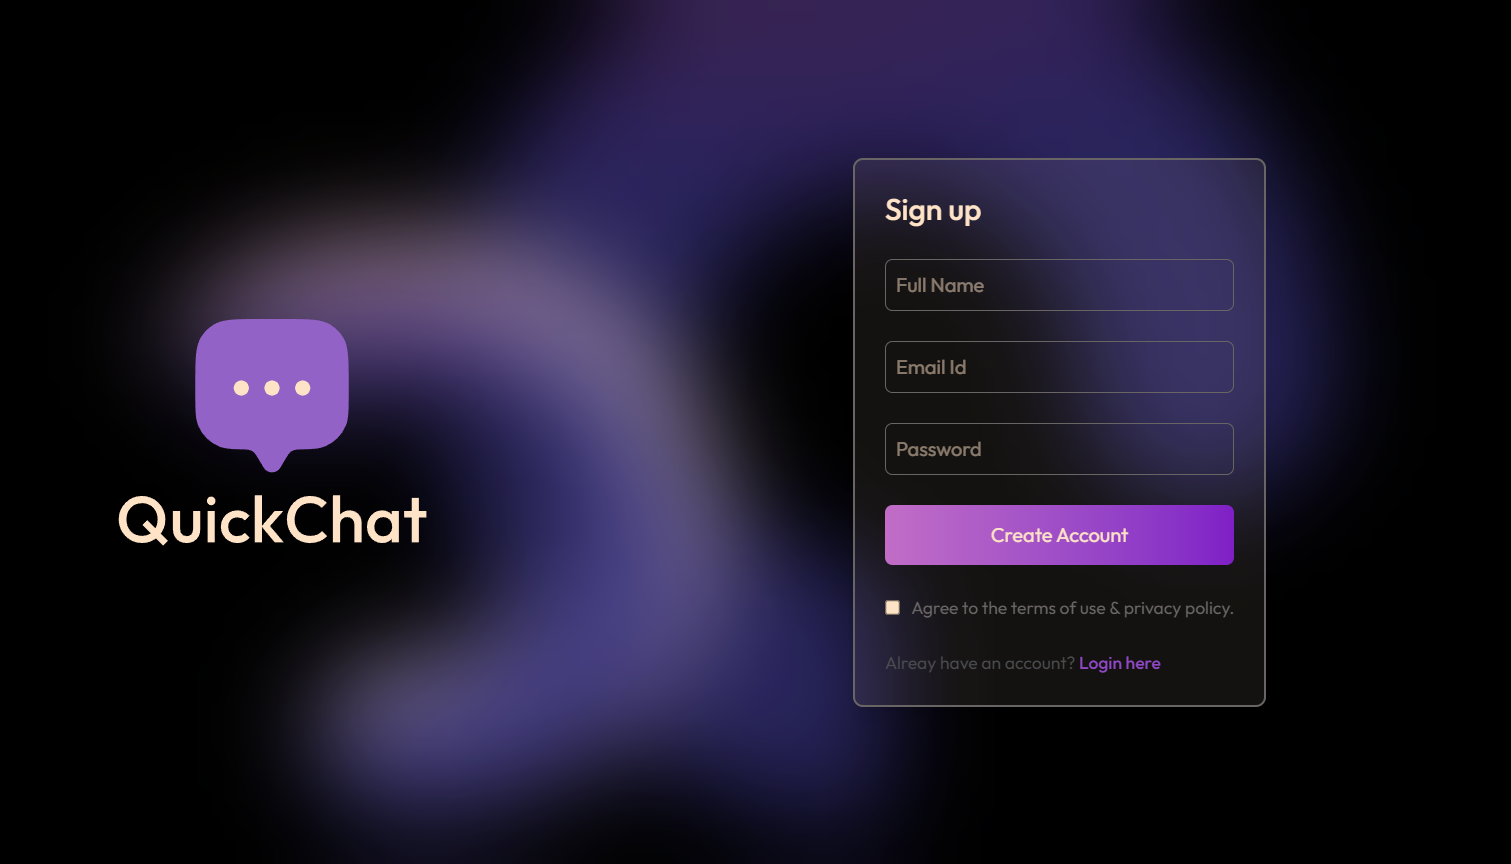 QuickChat
Sign up
Full Name
Email Id
Password
Create Account
Agree to the terms of use & privacy policy.
Alreay have an account? Login here